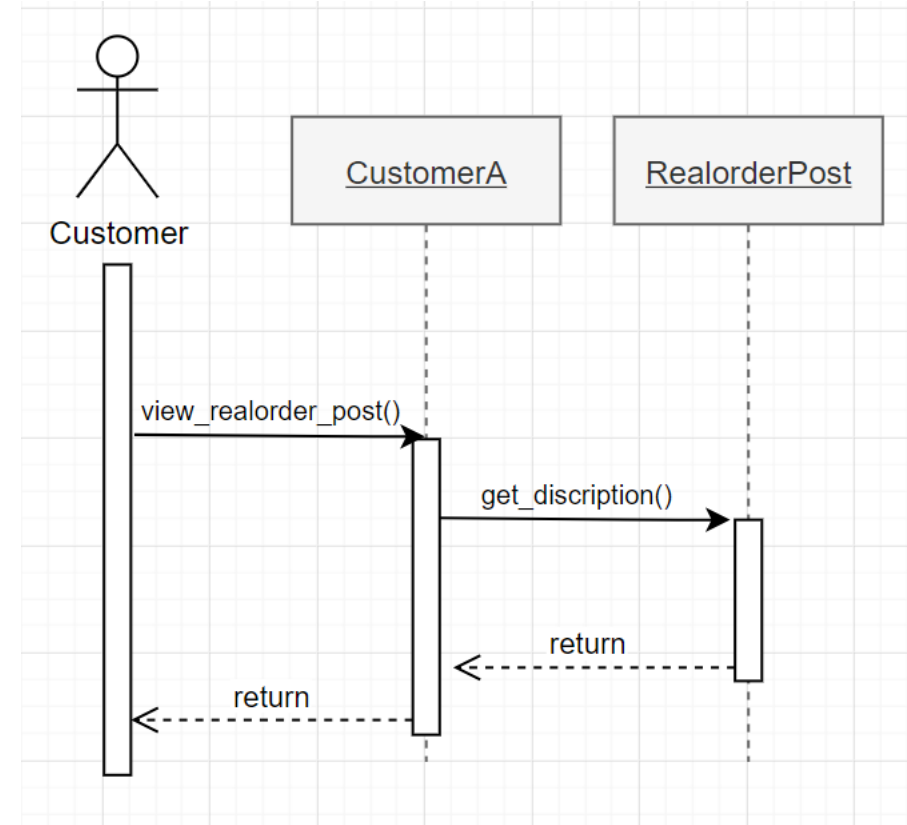 CustomerA
RealorderPost
Customer
view_realorder_post()
get_discription()
return
return